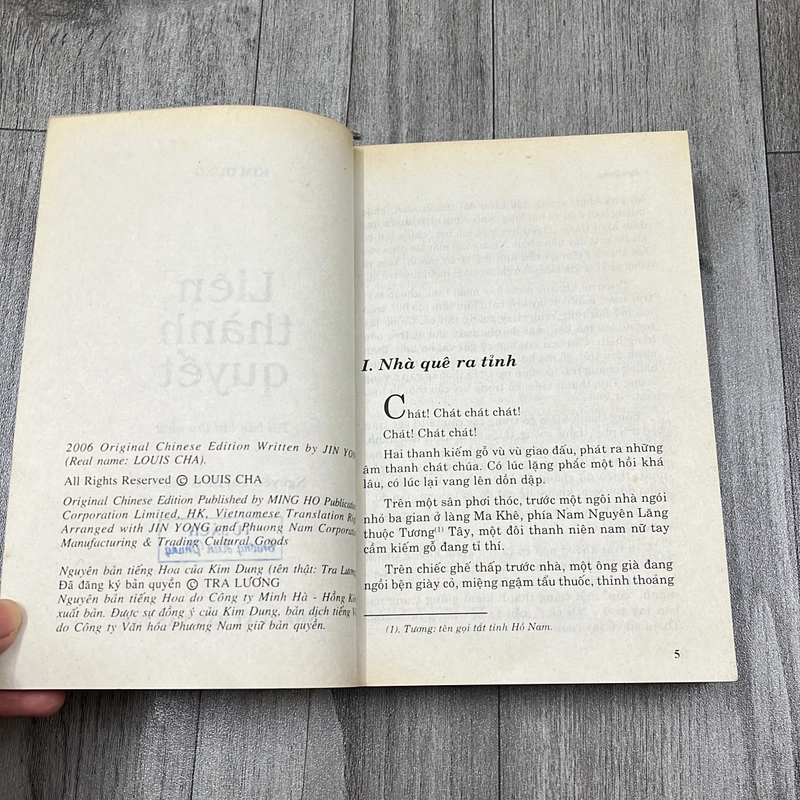 2006 Original Chinese Edition Written by JIN YONG
(Real name: LOUIS CHA).
All Rights Reserved © LOUIS CHA
Original Chinese Edition Published by MING HO
Corporation Limited, HK, Vietnamese Translation
Arranged with JIN YONG and Phuong Nam
Manufacturing & Trading Cultural Goods
Nguyên bản tiếng Hoa của Kim Dung (tên thật: Tra Lương
Đã đăng ký bản quyền © TRA LƯƠNG
Nguyên bản tiếng Hoa do Công ty Minh Hà - Hồng
xuất bản. Được sự đồng ý của Kim Dung, bản dịch tiếng
do Công ty Văn hóa Phương Nam giữ bản quyền.
I. Nhà quê ra tỉnh
Chát! Chát chát chát!
Chát! Chát chát!
Hai thanh kiếm gỗ vù vù giao đấu, phát ra những
âm thanh chát chúa. Có lúc lặng phắc một hồi khá
lâu, có lúc lại vang lên dồn dập.
Trên một sân phơi thóc, trước một ngôi nhà ngói
nhỏ ba gian ở làng Ma Khê, phía Nam Nguyên Lăng
thuộc Tương(1) Tây, một đôi thanh niên nam nữ tay
cầm kiếm gỗ đang tỉ thí.
Trên chiếc ghế thấp trước nhà, một ông già đang
ngồi bện giày cỏ, miệng ngậm tẩu thuốc, thỉnh thoảng
(1). Tương: tên gọi tắt tỉnh Hồ Nam.
5